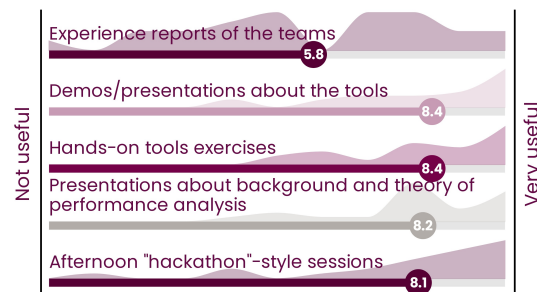 Experience reports of the teams
5.8
Demos/presentations about the tools
8.4
Hands-on tools exercises
8.4
Presentations about background and theory of
performance analysis
8.2
Afternoon "hackathon"-style sessions
8.1
Not useful
Very useful